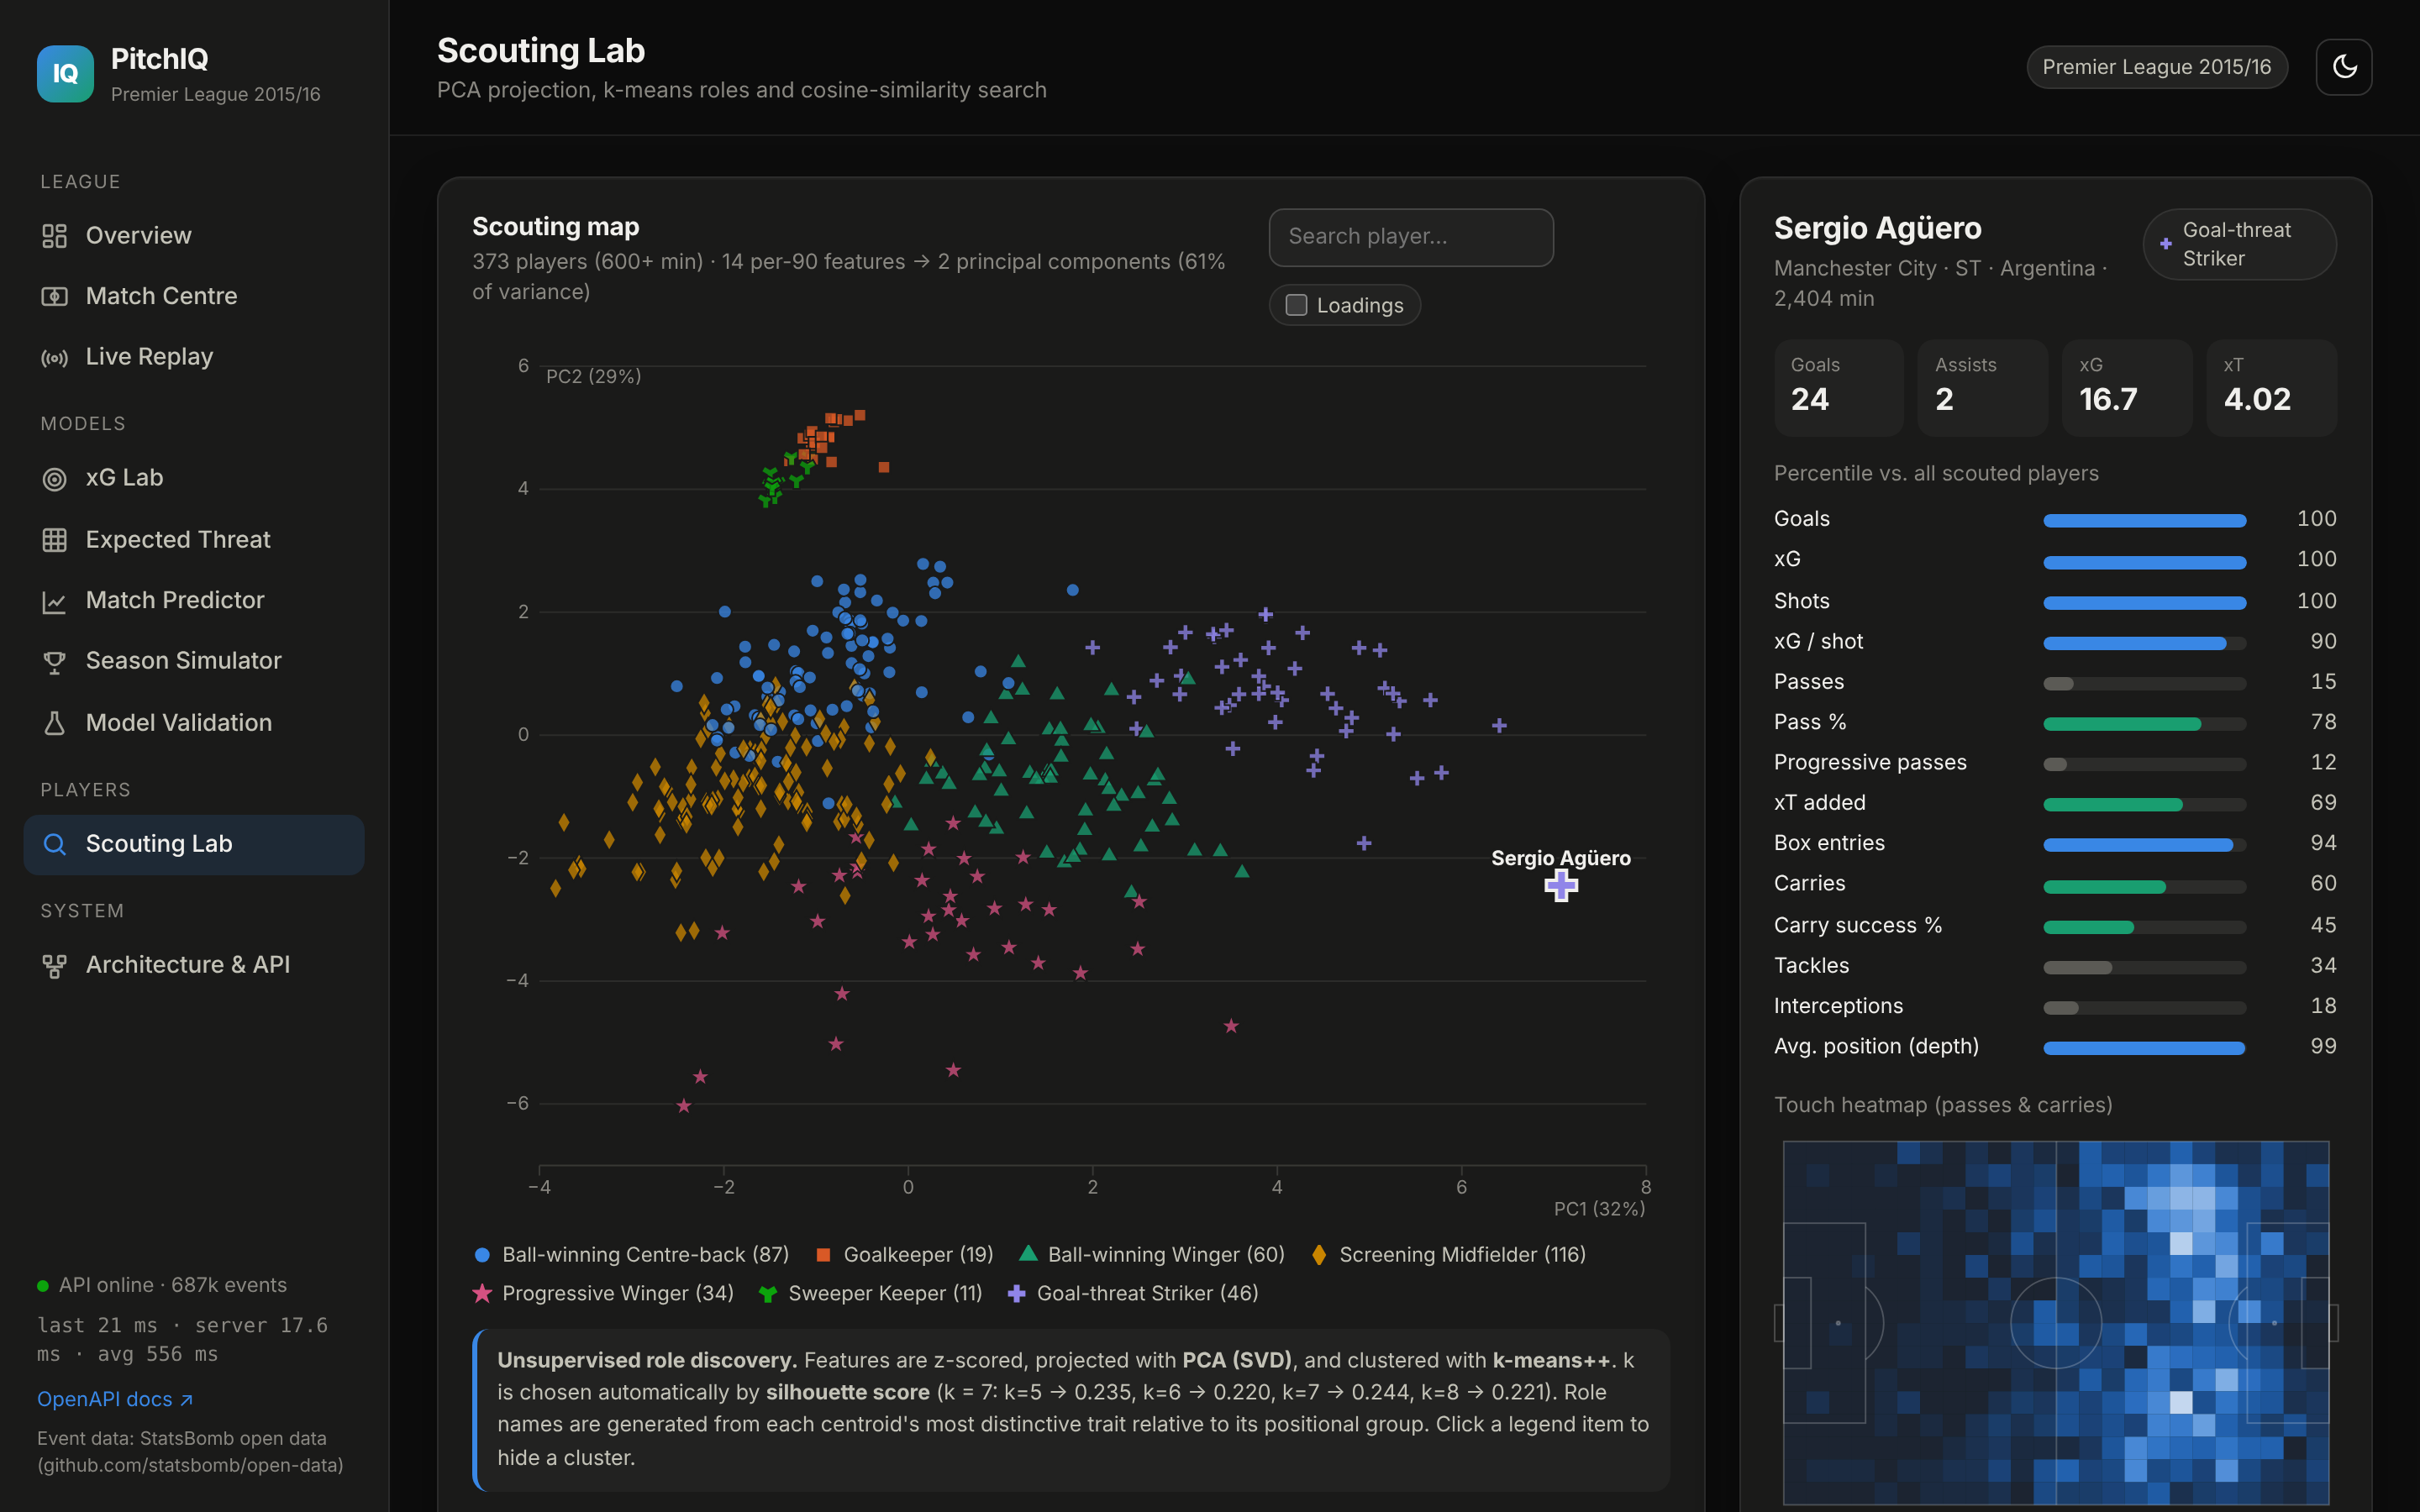 IQ
PitchIQ
Premier League 2015/16
LEAGUE
Overview
Match Centre
Live Replay
MODELS
xG Lab
Expected Threat
Match Predictor
Season Simulator
Model Validation
PLAYERS
Scouting Lab
SYSTEM
Architecture & API
API online · 687k events
last 21 ms · server 17.6
ms · avg 556 ms
OpenAPI docs ↗
Event data: StatsBomb open data
(github.com/statsbomb/open-data)
Scouting Lab
PCA projection, k-means roles and cosine-similarity search
Premier League 2015/16
Scouting map
373 players (600+ min) · 14 per-90 features → 2 principal components (61%
of variance)
Search player...
Loadings
6
PC2 (29%)
4
2
0
−2
−4
−6
Sergio Agüero
−4 −2 0 2 4 6 8
PC1 (32%)
Ball-winning Centre-back (87) Goalkeeper (19) Ball-winning Winger (60) Screening Midfielder (116)
Progressive Winger (34) Sweeper Keeper (11) Goal-threat Striker (46)
Unsupervised role discovery. Features are z-scored, projected with PCA (SVD), and clustered with k-means++. k
is chosen automatically by silhouette score (k = 7: k=5 → 0.235, k=6 → 0.220, k=7 → 0.244, k=8 → 0.221). Role
names are generated from each centroid's most distinctive trait relative to its positional group. Click a legend item to
hide a cluster.
Sergio Agüero
Manchester City · ST · Argentina ·
2,404 min
Goal-threat
Striker
Goals Assists xG xT
24 2 16.7 4.02
Percentile vs. all scouted players
Goals 100
xG 100
Shots 100
xG / shot 90
Passes 15
Pass % 78
Progressive passes 12
xT added 69
Box entries 94
Carries 60
Carry success % 45
Tackles 34
Interceptions 18
Avg. position (depth) 99
Touch heatmap (passes & carries)